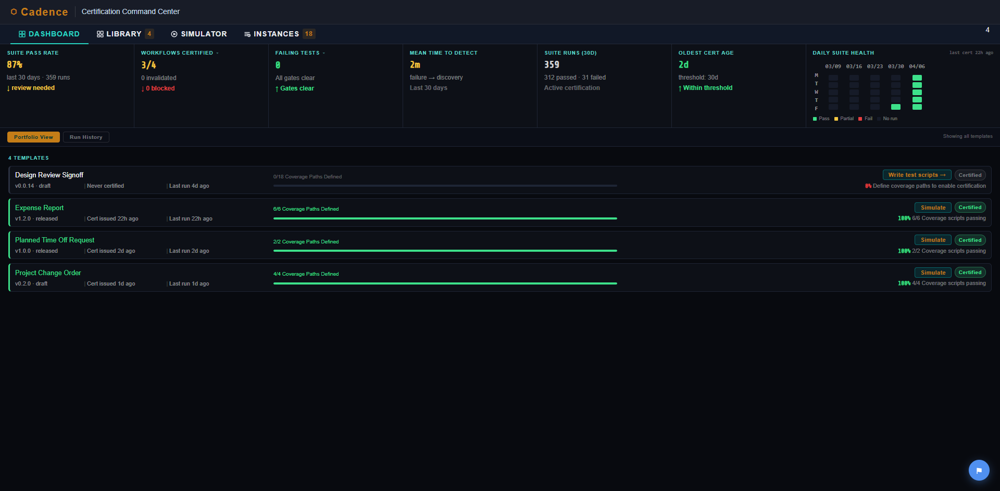 Cadence Certification Command Center
DASHBOARD LIBRARY 4 SIMULATOR INSTANCES 18 4
SUITE PASS RATE
87%
last 30 days · 359 runs
↓ review needed
WORKFLOWS CERTIFIED -
3/4
0 invalidated
↓ 0 blocked
FAILING TESTS -
0
All gates clear
↑ Gates clear
MEAN TIME TO DETECT
2m
failure → discovery
Last 30 days
SUITE RUNS (30D)
359
312 passed · 31 failed
Active certification
OLDEST CERT AGE
2d
threshold: 30d
↑ Within threshold
DAILY SUITE HEALTH last cert 22h ago
03/09 03/16 03/23 03/30 04/06
M
T
W
T
F
Pass Partial Fail No run
Portfolio View Run History Showing all templates
4 TEMPLATES
Design Review Signoff 0/18 Coverage Paths Defined Write test scripts → Certified
v0.0.14 · draft | Never certified | Last run 4d ago 0% Define coverage paths to enable certification
Expense Report 6/6 Coverage Paths Defined Simulate Certified
v1.2.0 · released | Cert issued 22h ago | Last run 22h ago 100% 6/6 Coverage scripts passing
Planned Time Off Request 2/2 Coverage Paths Defined Simulate Certified
v1.0.0 · released | Cert issued 2d ago | Last run 2d ago 100% 2/2 Coverage scripts passing
Project Change Order 4/4 Coverage Paths Defined Simulate Certified
v0.2.0 · draft | Cert issued 1d ago | Last run 1d ago 100% 4/4 Coverage scripts passing